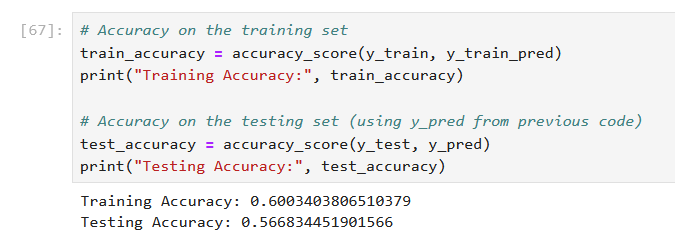 [67]: # Accuracy on the training set
train_accuracy = accuracy_score(y_train, y_train_pred)
print("Training Accuracy:", train_accuracy)
# Accuracy on the testing set (using y_pred from previous code)
test_accuracy = accuracy_score(y_test, y_pred)
print("Testing Accuracy:", test_accuracy)
Training Accuracy: 0.6003403806510379
Testing Accuracy: 0.566834451901566